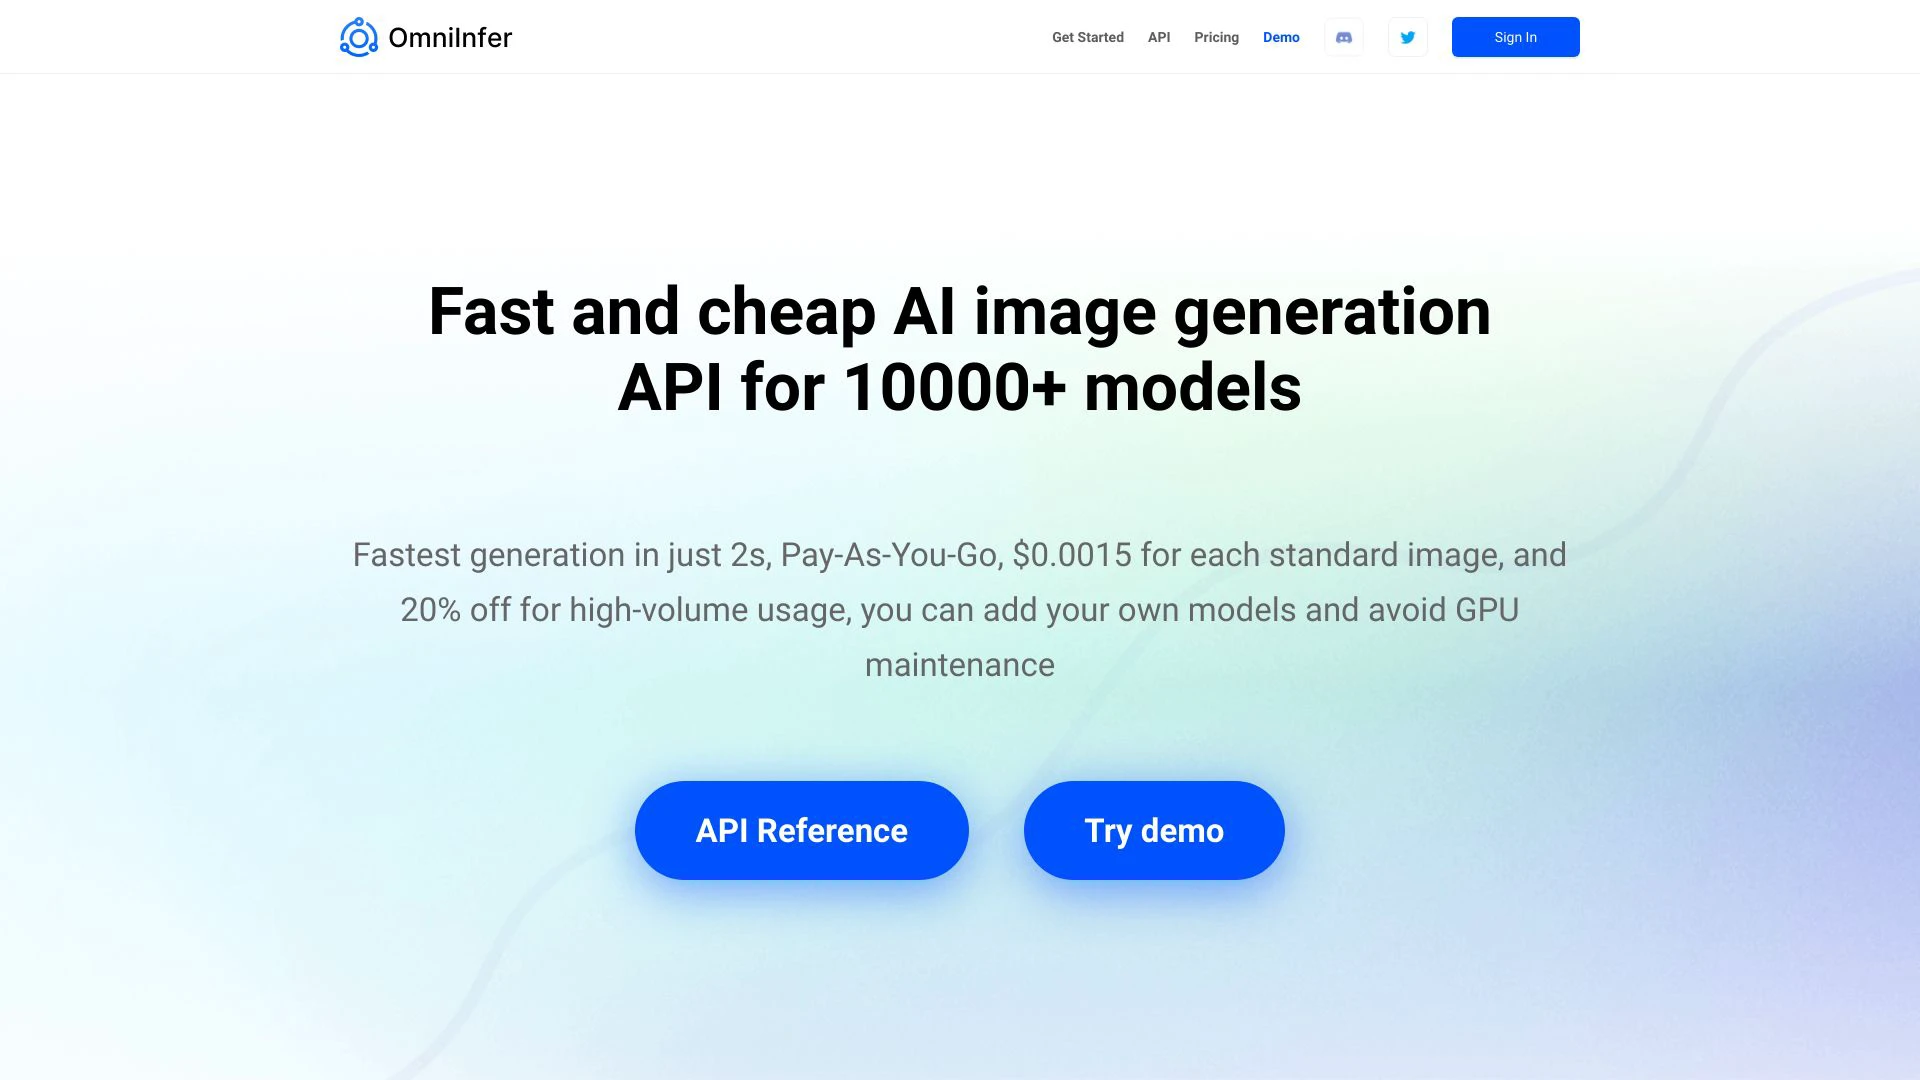 OmniInfer
Get Started API Pricing Demo Sign In
Fast and cheap AI image generation
API for 10000+ models
Fastest generation in just 2s, Pay-As-You-Go, $0.0015 for each standard image, and
20% off for high-volume usage, you can add your own models and avoid GPU
maintenance
API Reference Try demo